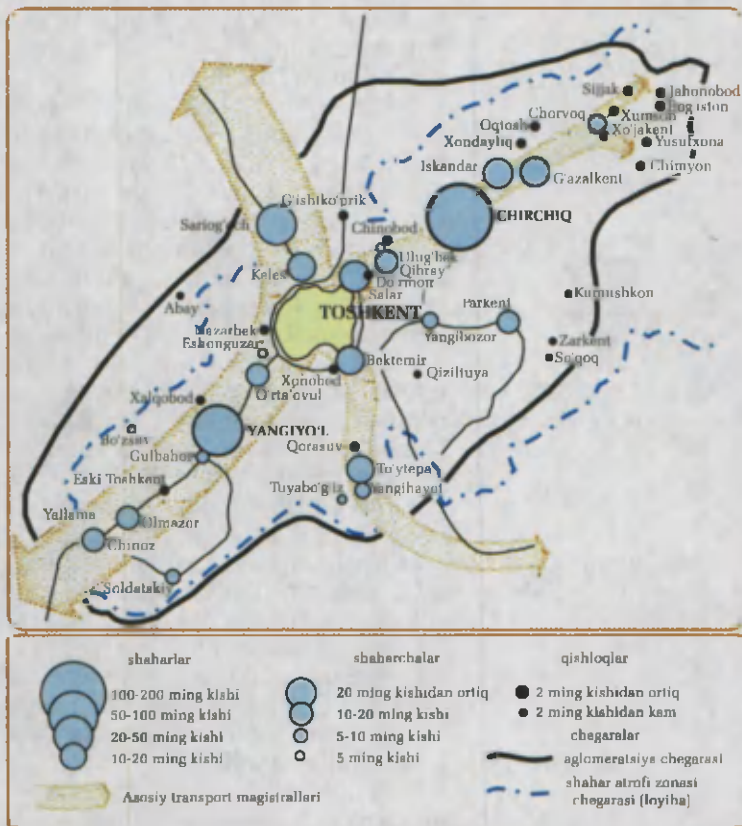 Sijjak
Jahonobod
Chorvoq
Xumson
Bog'iston
Oqtosh
Xo'jakent
Yusufxona
Xondayliq
Iskandar
G'azalkent
Chimyon
G'ishtko'prik
CHIRCHIQ
Sariog'och
Chinobod
Ulug'bek
Keles
Qibray
Do'rmon
Salar
Kumushkon
Abay
TOSHKENT
Parkent
Nazarbek
Yangibozor
Eshonguzar
Zarkent
Bektemir
So'qoq
Xonobod
O'rta'ovul
Qiziltuya
Xalqobod
YANGIYO'L
Bo'zsuv
Qorasuv
Gulbahor
To'ytepa
Eski Toshkent
Tuyabo'g'iz
Yangihayot
Yallama
Olmazor
Chinoz
Soldatskiy
shaharlar
100-200 ming kishi
50-100 ming kishi
20-50 ming kishi
10-20 ming kishi
Asosiy transport magistrallari
shaharchalar
20 ming kishidan ortiq
10-20 ming kishi
5-10 ming kishi
5 ming kishi
qishloqlar
2 ming kishidan ortiq
2 ming kishidan kam
chegaralar
aglomeratsiya chegarasi
shahar atrofi zonasi
chegarasi (loyiha)